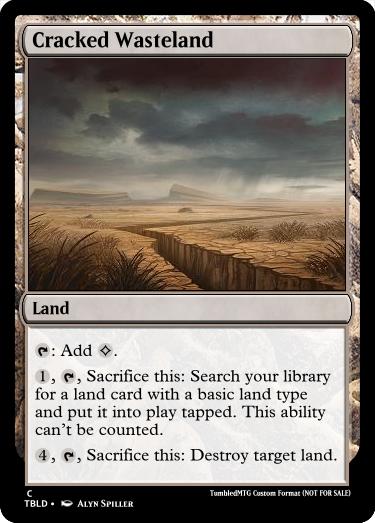 Cracked Wasteland
Land
: Add .
1, , Sacrifice this: Search your library
for a land card with a basic land type
and put it into play tapped. This ability
can't be counted.
4, , Sacrifice this: Destroy target land.
C
TBLD • Alyn Spiller
TumbledMTG Custom Format (NOT FOR SALE)